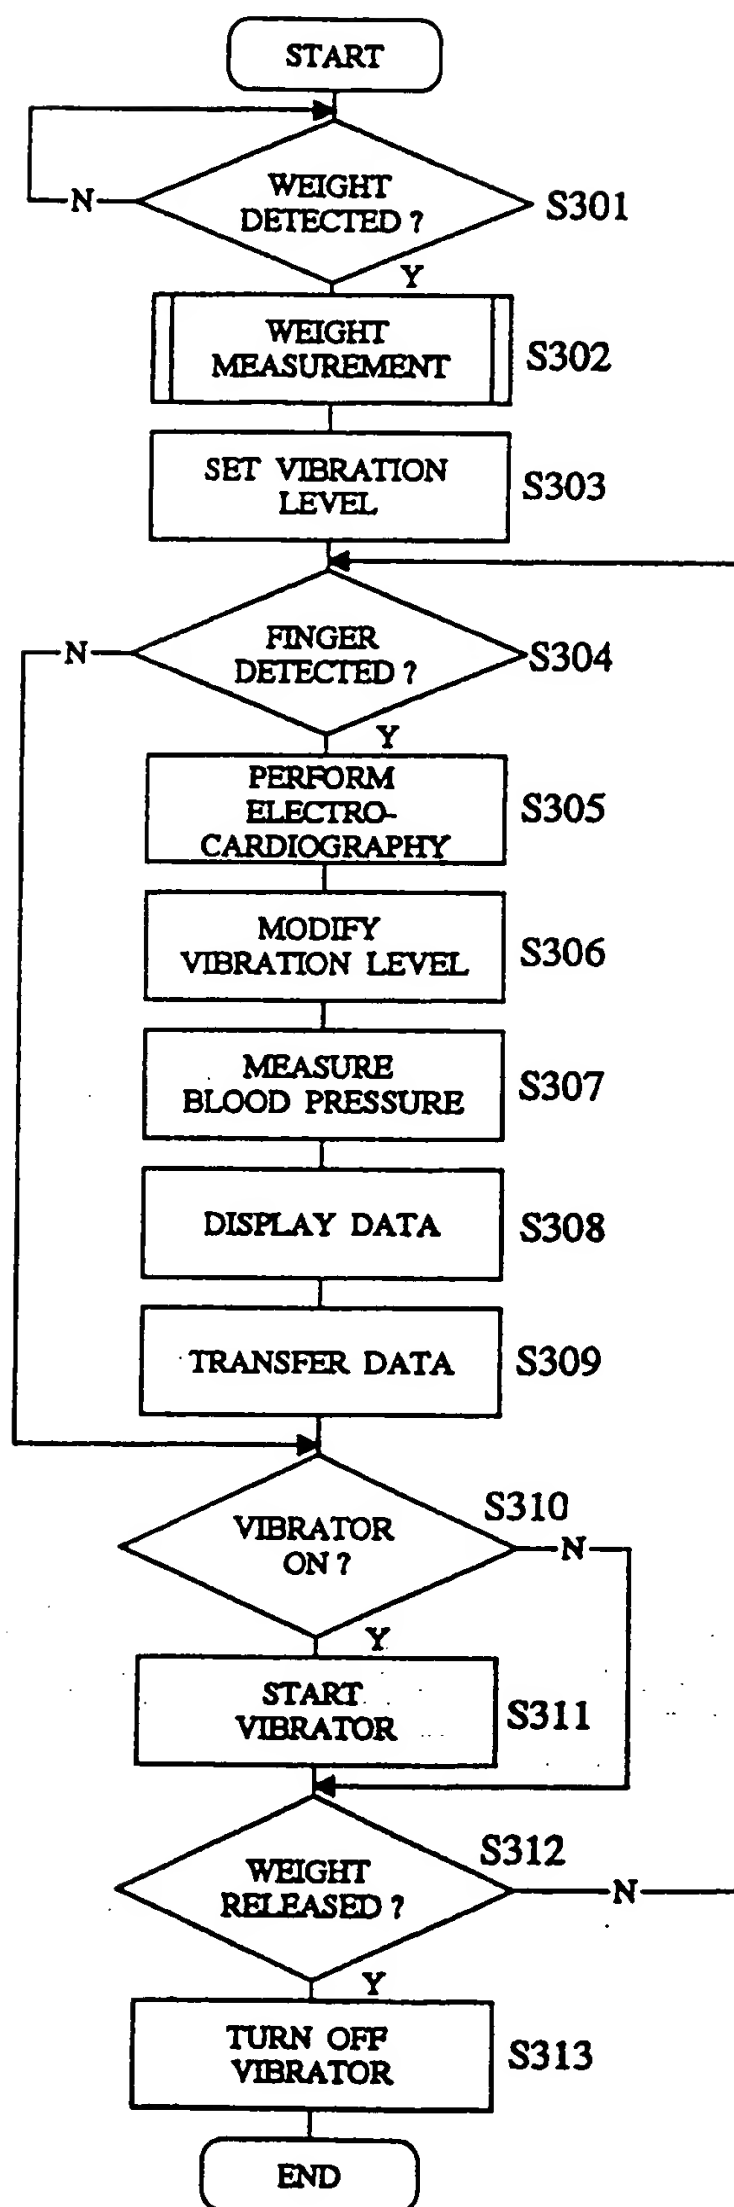 START
WEIGHT
DETECTED ?
S301
N
Y
WEIGHT
MEASUREMENT
S302
SET VIBRATION
LEVEL
S303
FINGER
DETECTED ?
S304
N
Y
PERFORM
ELECTRO-
CARDIOGRAPHY
S305
MODIFY
VIBRATION LEVEL
S306
MEASURE
BLOOD PRESSURE
S307
DISPLAY DATA
S308
TRANSFER DATA
S309
VIBRATOR
ON ?
S310
N
Y
START
VIBRATOR
S311
WEIGHT
RELEASED ?
S312
N
Y
TURN OFF
VIBRATOR
S313
END